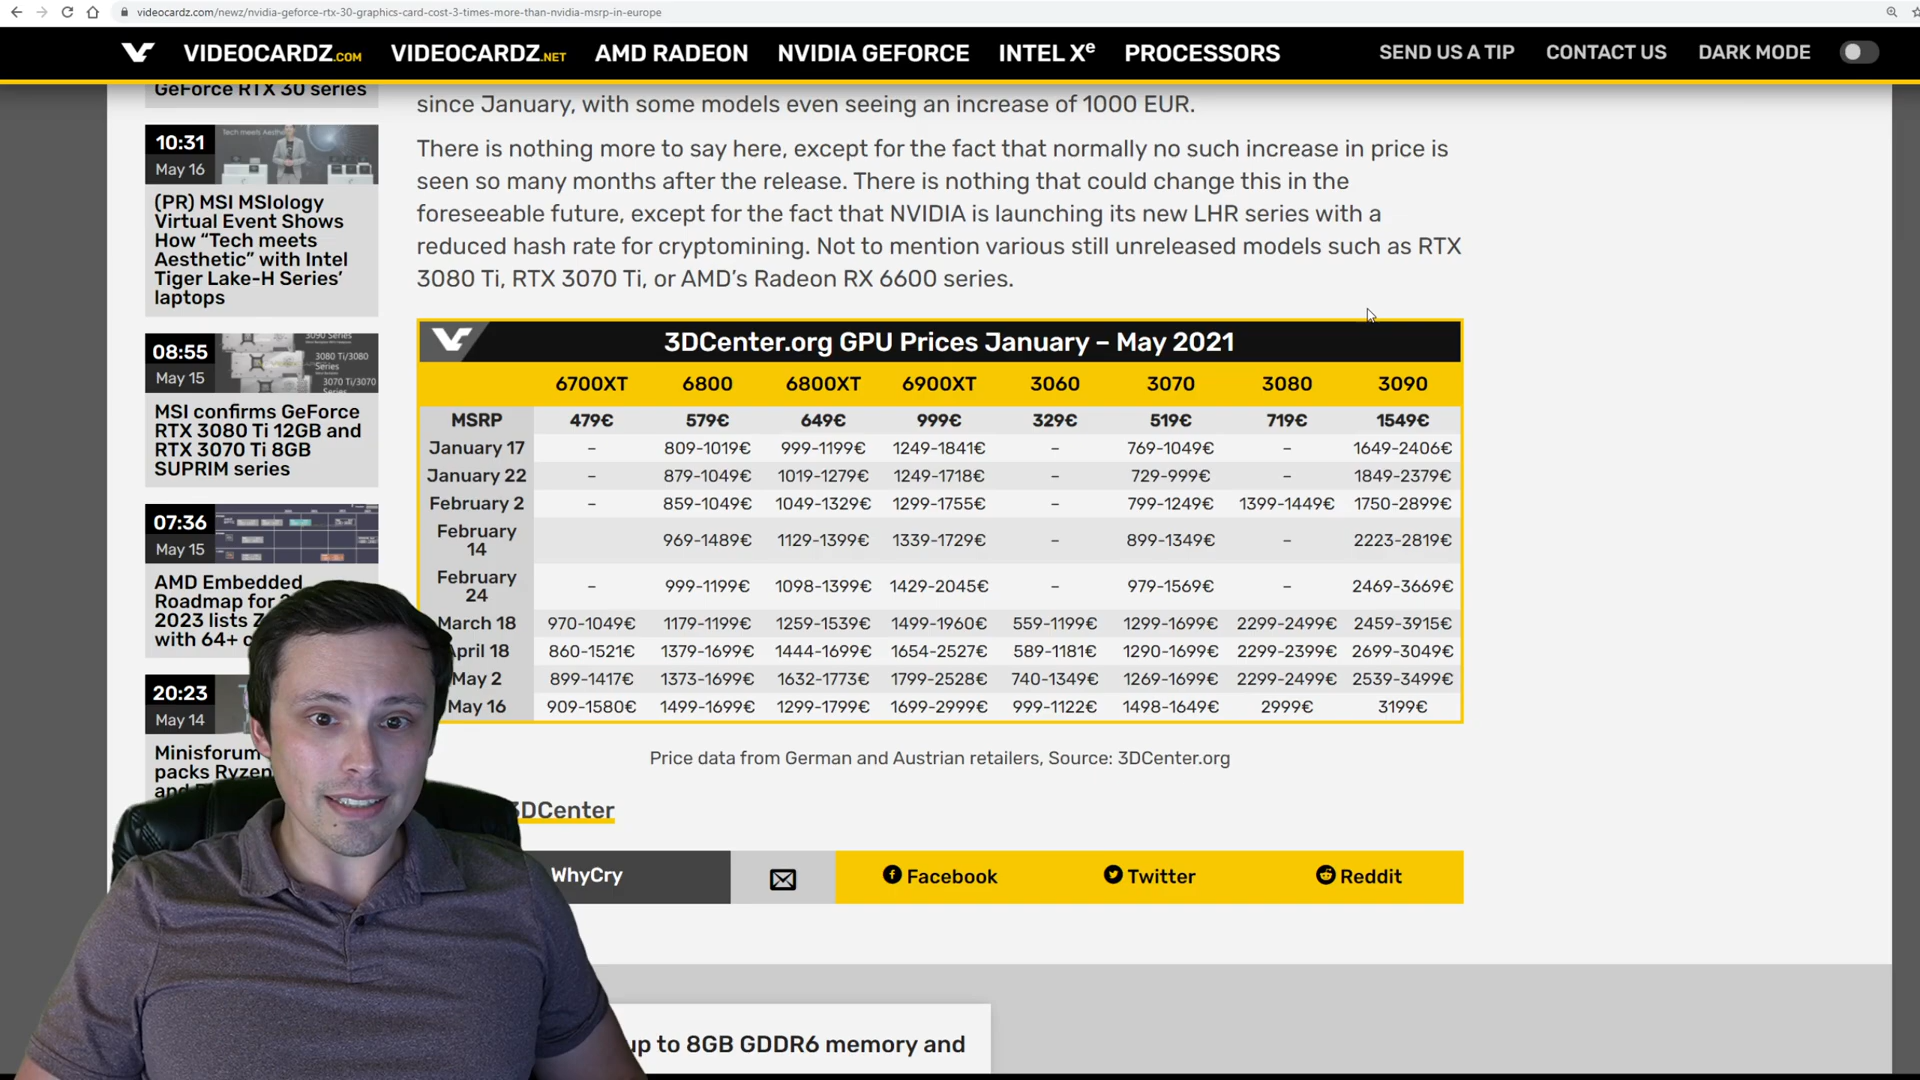 videocardz.com/newz/nvidia-geforce-rtx-30-graphics-card-cost-3-times-more-than-nvidia-msrp-in-europe
VIDEOCARDZ.COM VIDEOCARDZ.NET AMD RADEON NVIDIA GEFORCE INTEL Xe PROCESSORS SEND US A TIP CONTACT US DARK MODE
GeForce RTX 30 series
10:31
May 16
Tech meets
(PR) MSI MSIology
Virtual Event Shows
How “Tech meets
Aesthetic” with Intel
Tiger Lake-H Series’
laptops
08:55
May 15
3090 Series
3080 Ti/3080
Series
3070 Ti/3070
Series
MSI confirms GeForce
RTX 3080 Ti 12GB and
RTX 3070 Ti 8GB
SUPRIM series
07:36
May 15
AMD Embedded
Roadmap for
2023 lists
with 64+
20:23
May 14
Minisforum
packs Ryzen
and
since January, with some models even seeing an increase of 1000 EUR.
There is nothing more to say here, except for the fact that normally no such increase in price is
seen so many months after the release. There is nothing that could change this in the
foreseeable future, except for the fact that NVIDIA is launching its new LHR series with a
reduced hash rate for cryptomining. Not to mention various still unreleased models such as RTX
3080 Ti, RTX 3070 Ti, or AMD’s Radeon RX 6600 series.
3DCenter.org GPU Prices January – May 2021
6700XT 6800 6800XT 6900XT 3060 3070 3080 3090
MSRP 479€ 579€ 649€ 999€ 329€ 519€ 719€ 1549€
January 17 – 809-1019€ 999-1199€ 1249-1841€ – 769-1049€ – 1649-2406€
January 22 – 879-1049€ 1019-1279€ 1249-1718€ – 729-999€ – 1849-2379€
February 2 – 859-1049€ 1049-1329€ 1299-1755€ – 799-1249€ 1399-1449€ 1750-2899€
February
14 969-1489€ 1129-1399€ 1339-1729€ – 899-1349€ – 2223-2819€
February
24 – 999-1199€ 1098-1399€ 1429-2045€ – 979-1569€ – 2469-3669€
March 18 970-1049€ 1179-1199€ 1259-1539€ 1499-1960€ 559-1199€ 1299-1699€ 2299-2499€ 2459-3915€
April 18 860-1521€ 1379-1699€ 1444-1699€ 1654-2527€ 589-1181€ 1290-1699€ 2299-2399€ 2699-3049€
May 2 899-1417€ 1373-1699€ 1632-1773€ 1799-2528€ 740-1349€ 1269-1699€ 2299-2499€ 2539-3499€
May 16 909-1580€ 1499-1699€ 1299-1799€ 1699-2999€ 999-1122€ 1498-1649€ 2999€ 3199€
Price data from German and Austrian retailers, Source: 3DCenter.org
3DCenter
WhyCry Facebook Twitter Reddit
up to 8GB GDDR6 memory and